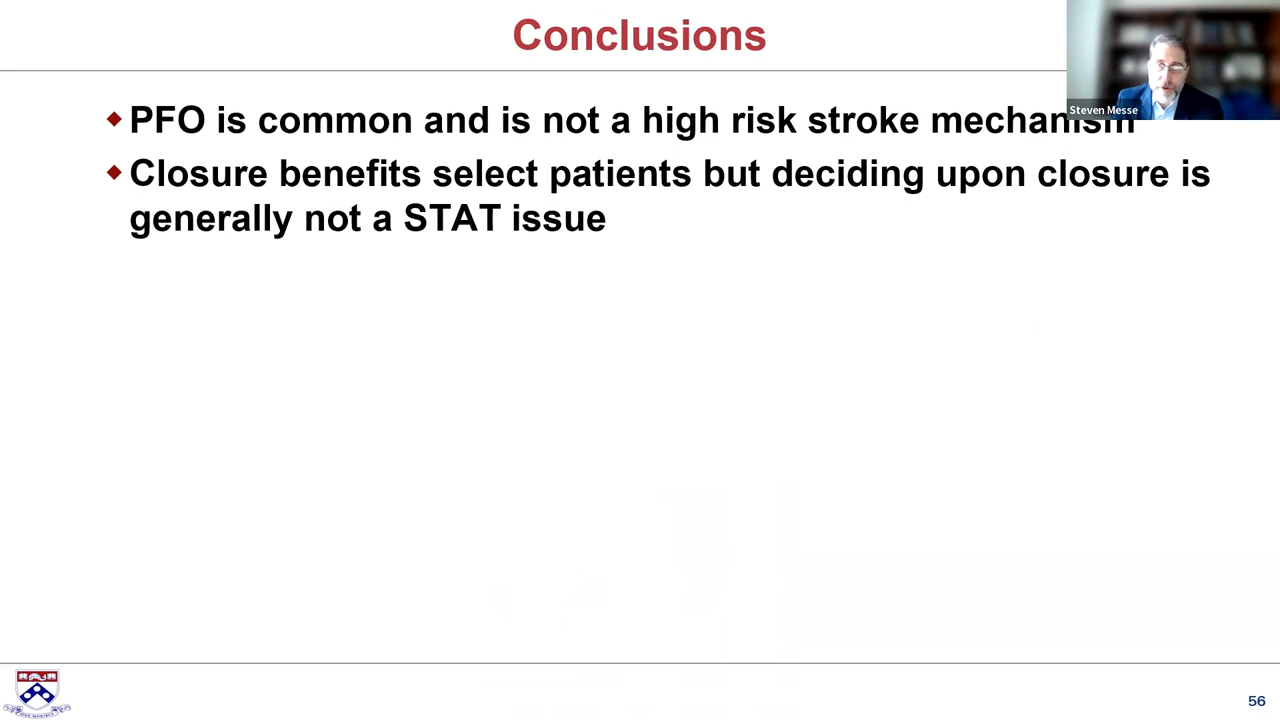 Conclusions
Steven Messe
PFO is common and is not a high risk stroke mechanism
Closure benefits select patients but deciding upon closure is
generally not a STAT issue
56